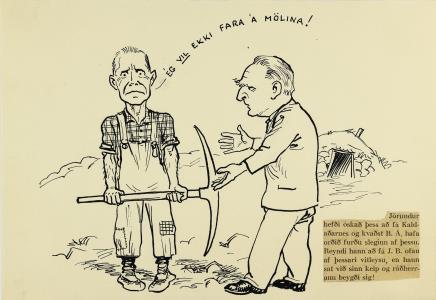 ÉG VIL EKKI FARA Á MÖLINA!
Jörundur
hefði óskað þess að fá Kald-
aðarnes og kvaðst B. Á. hafa
orðið furðu sleginn af þessu.
Reyndi hann að fá J. B. ofan
af þessari vitleysu, en hann
sat við sinn keip og ráðherr-
ann beygði sig!